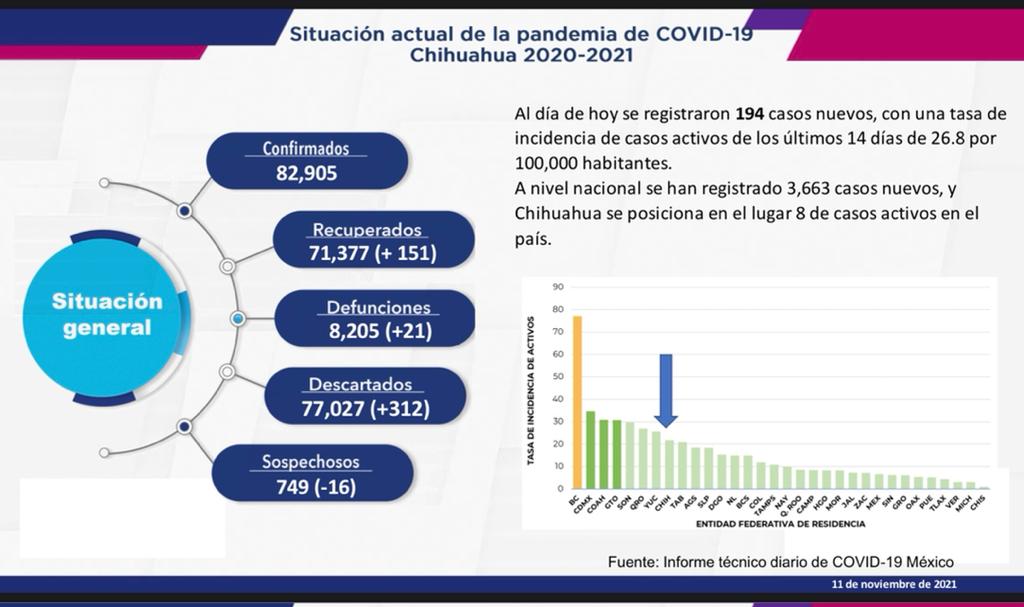 Situación actual de la pandemia de COVID-19
Chihuahua 2020-2021
Situación
general
Confirmados
82,905
Recuperados
71,377 (+ 151)
Defunciones
8,205 (+21)
Descartados
77,027 (+312)
Sospechosos
749 (-16)
Al día de hoy se registraron 194 casos nuevos, con una tasa de
incidencia de casos activos de los últimos 14 días de 26.8 por
100,000 habitantes.
A nivel nacional se han registrado 3,663 casos nuevos, y
Chihuahua se posiciona en el lugar 8 de casos activos en el
país.
TASA DE INCIDENCIA DE ACTIVOS
90
80
70
60
50
40
30
20
10
0
BC CDMX COAH GTO SON QRO YUC CHIH TAB AGS SLP DGO NL BCS COL TAMPS NAY Q. ROO CAMP HGO MOR JAL ZAC MEX SIN GRO OAX PUE TLAX VER MICH CHIS
ENTIDAD FEDERATIVA DE RESIDENCIA
Fuente: Informe técnico diario de COVID-19 México
11 de noviembre de 2021